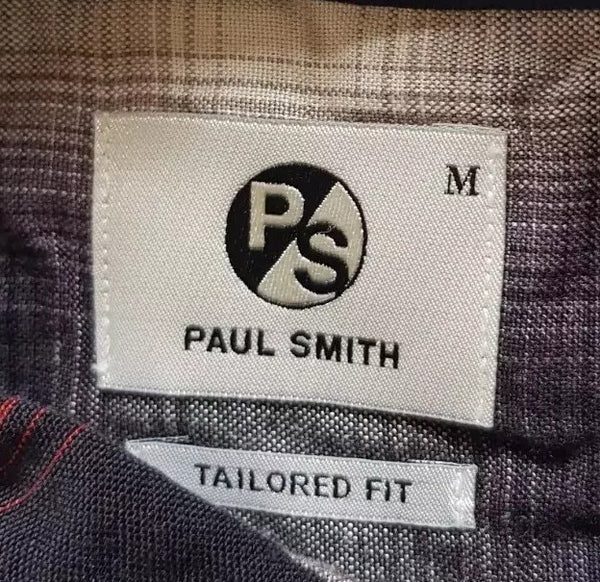 M
PS
PAUL SMITH
TAILORED FIT